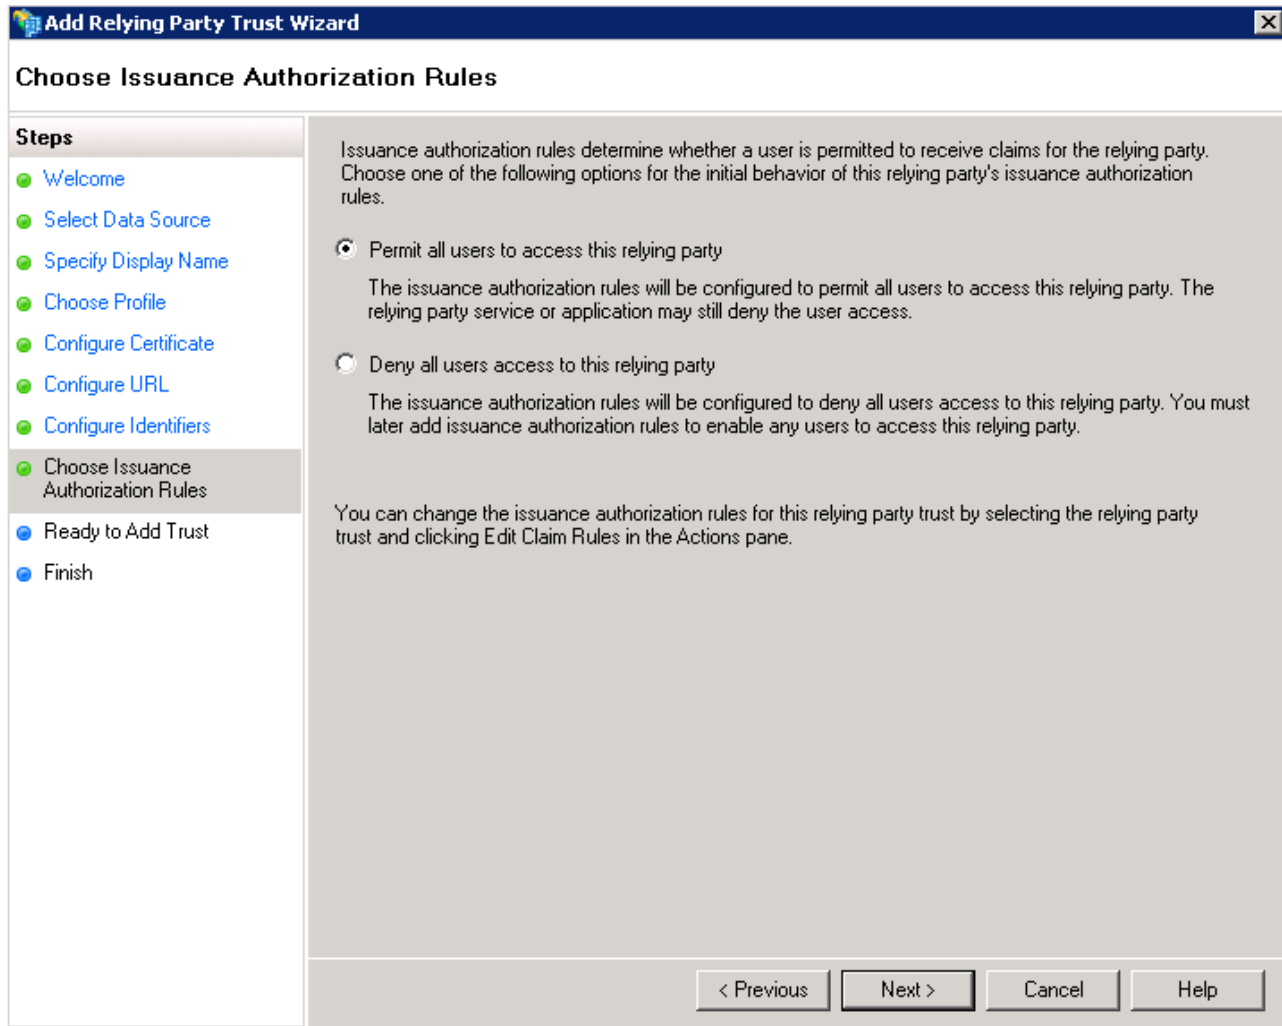 Add Relying Party Trust Wizard
Choose Issuance Authorization Rules
Steps
Welcome
Select Data Source
Specify Display Name
Choose Profile
Configure Certificate
Configure URL
Configure Identifiers
Choose Issuance
Authorization Rules
Ready to Add Trust
Finish
Issuance authorization rules determine whether a user is permitted to receive claims for the relying party.
Choose one of the following options for the initial behavior of this relying party's issuance authorization
rules.
Permit all users to access this relying party
The issuance authorization rules will be configured to permit all users to access this relying party. The
relying party service or application may still deny the user access.
Deny all users access to this relying party
The issuance authorization rules will be configured to deny all users access to this relying party. You must
later add issuance authorization rules to enable any users to access this relying party.
You can change the issuance authorization rules for this relying party trust by selecting the relying party
trust and clicking Edit Claim Rules in the Actions pane.
< Previous
Next >
Cancel
Help